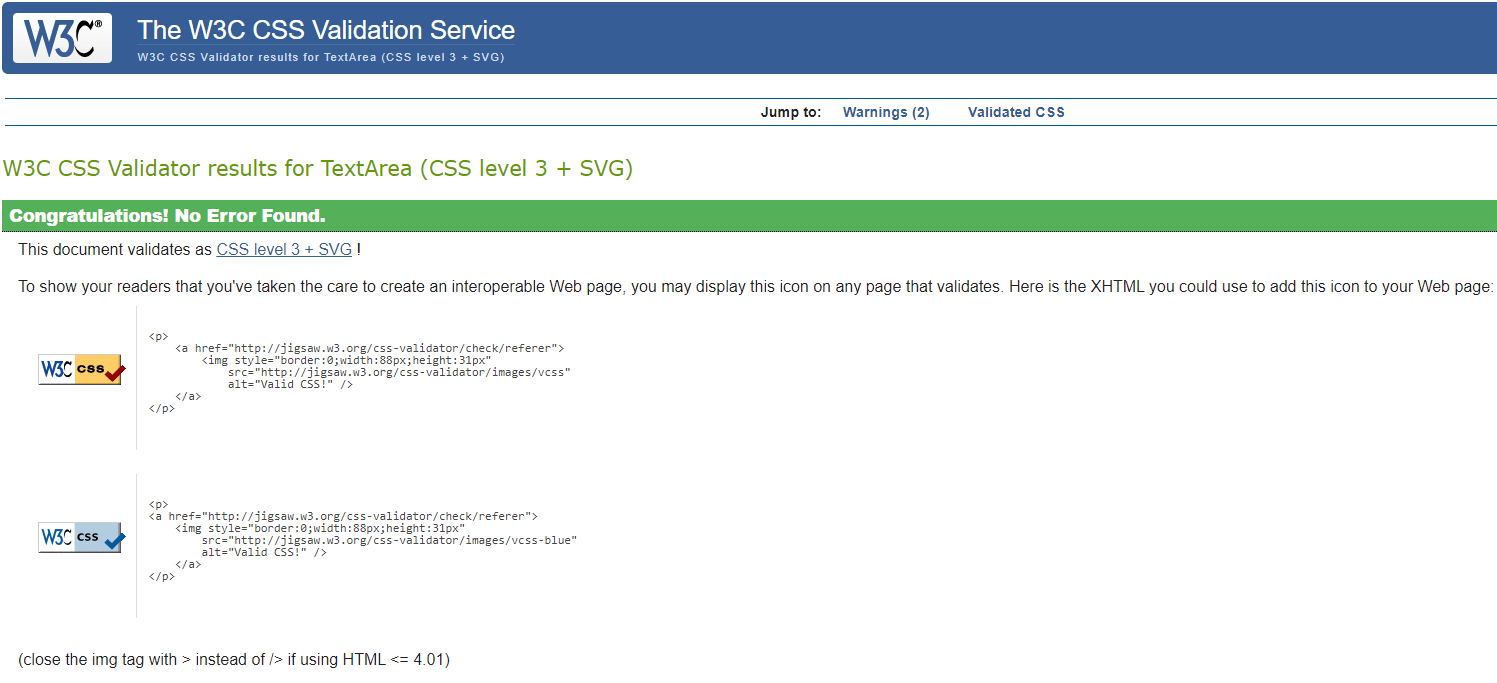 W3C®
The W3C CSS Validation Service
W3C CSS Validator results for TextArea (CSS level 3 + SVG)
Jump to: Warnings (2) Validated CSS
W3C CSS Validator results for TextArea (CSS level 3 + SVG)
Congratulations! No Error Found.
This document validates as CSS level 3 + SVG !
To show your readers that you've taken the care to create an interoperable Web page, you may display this icon on any page that validates. Here is the XHTML you could use to add this icon to your Web page:
W3C css
<p>
<a href="http://jigsaw.w3.org/css-validator/check/referer">
<img style="border:0;width:88px;height:31px"
src="http://jigsaw.w3.org/css-validator/images/vcss"
alt="Valid CSS!" />
</a>
</p>
W3C css
<p>
<a href="http://jigsaw.w3.org/css-validator/check/referer">
<img style="border:0;width:88px;height:31px"
src="http://jigsaw.w3.org/css-validator/images/vcss-blue"
alt="Valid CSS!" />
</a>
</p>
(close the img tag with > instead of /> if using HTML <= 4.01)